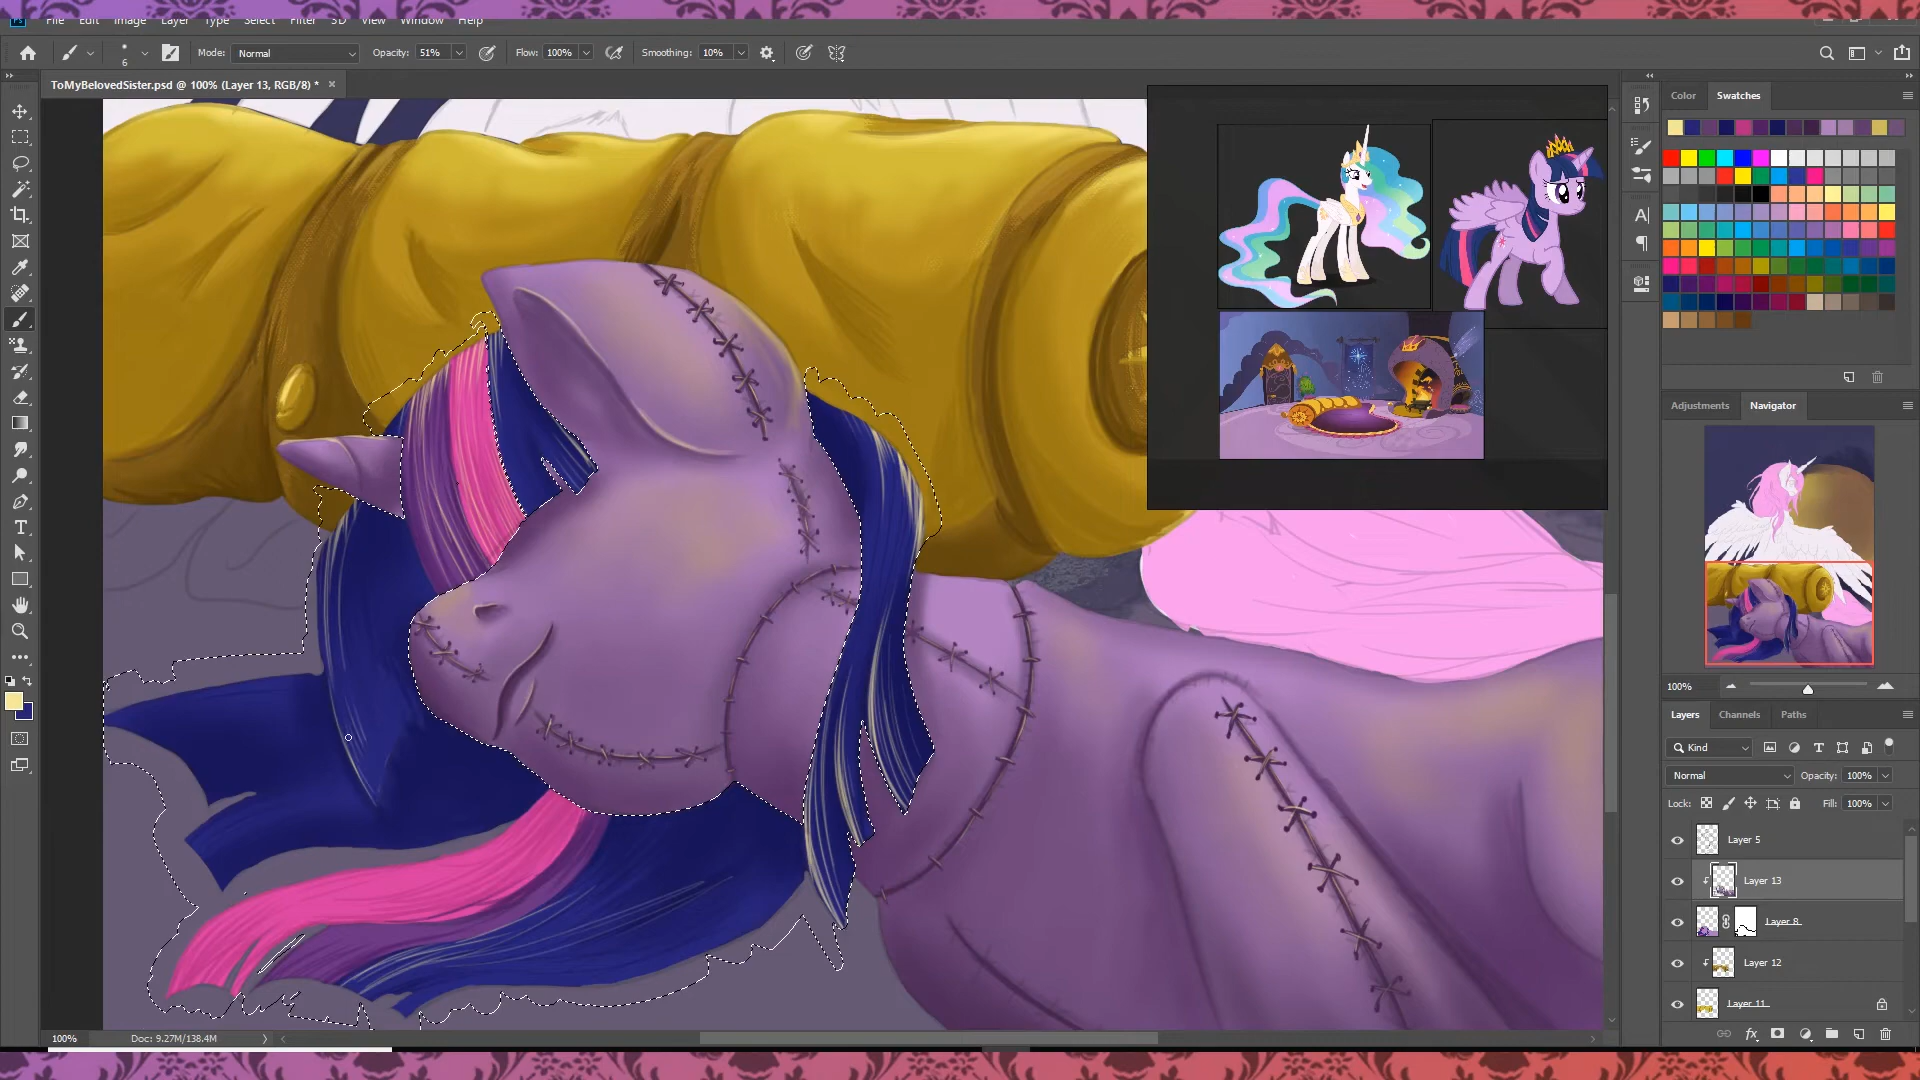 Ps File Edit Image Layer Type Select Filter 3D View Window Help
6 Mode: Normal Opacity: 51% Flow: 100% Smoothing: 10%
ToMyBelovedSister.psd @ 100% (Layer 13, RGB/8) * ×
Color Swatches
Adjustments Navigator
100%
Layers Channels Paths
Kind
Normal Opacity: 100%
Lock: Fill: 100%
Layer 5
Layer 13
Layer 8
Layer 12
Layer 11
100% Doc: 9.27M/138.4M
fx